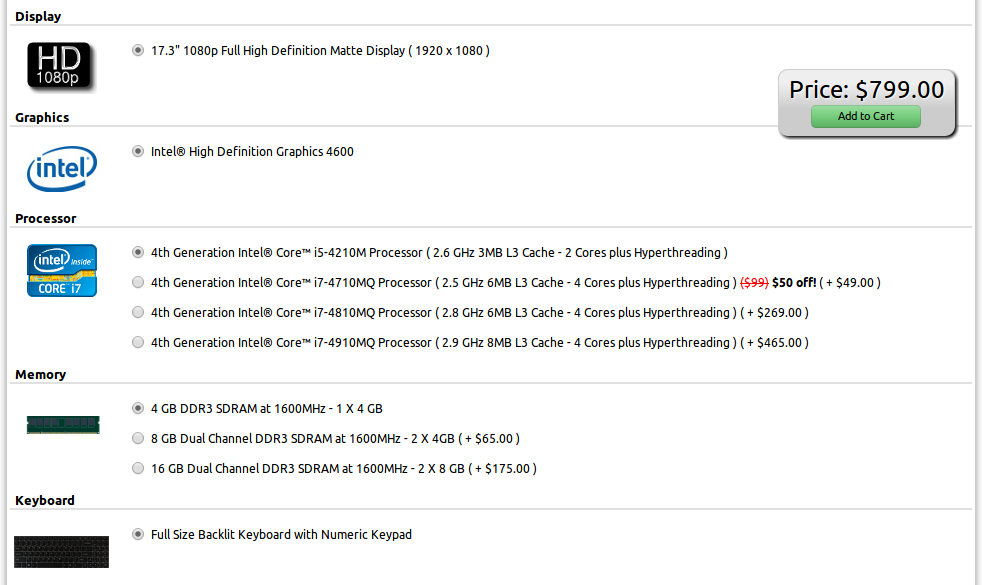 Display
HD
1080p
17.3" 1080p Full High Definition Matte Display ( 1920 x 1080 )
Price: $799.00
Add to Cart
Graphics
intel
Intel® High Definition Graphics 4600
Processor
intel inside™
CORE i7
4th Generation Intel® Core™ i5-4210M Processor ( 2.6 GHz 3MB L3 Cache - 2 Cores plus Hyperthreading )
4th Generation Intel® Core™ i7-4710MQ Processor ( 2.5 GHz 6MB L3 Cache - 4 Cores plus Hyperthreading ) ($99) $50 off! ( + $49.00 )
4th Generation Intel® Core™ i7-4810MQ Processor ( 2.8 GHz 6MB L3 Cache - 4 Cores plus Hyperthreading ) ( + $269.00 )
4th Generation Intel® Core™ i7-4910MQ Processor ( 2.9 GHz 8MB L3 Cache - 4 Cores plus Hyperthreading ) ( + $465.00 )
Memory
4 GB DDR3 SDRAM at 1600MHz - 1 X 4 GB
8 GB Dual Channel DDR3 SDRAM at 1600MHz - 2 X 4GB ( + $65.00 )
16 GB Dual Channel DDR3 SDRAM at 1600MHz - 2 X 8 GB ( + $175.00 )
Keyboard
Full Size Backlit Keyboard with Numeric Keypad